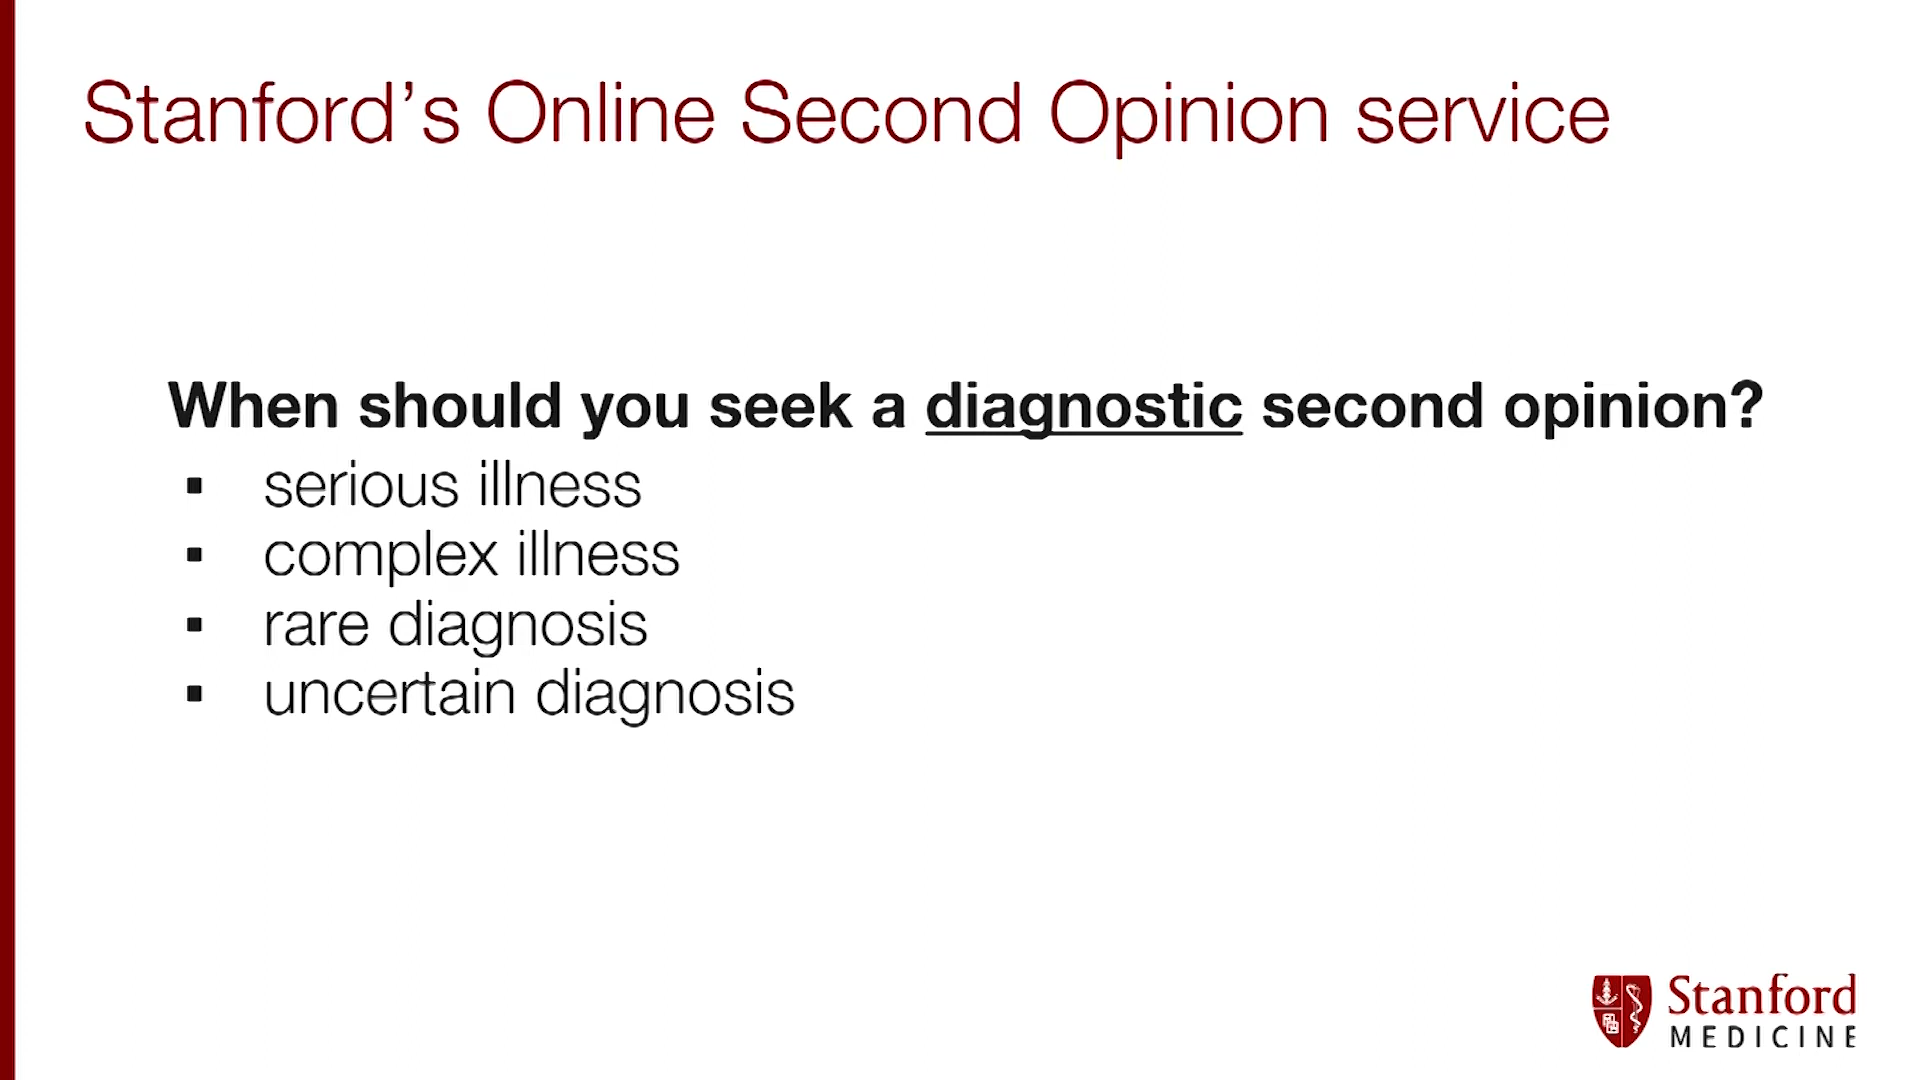 Stanford’s Online Second Opinion service
When should you seek a diagnostic second opinion?
▪ serious illness
▪ complex illness
▪ rare diagnosis
▪ uncertain diagnosis
Stanford
MEDICINE